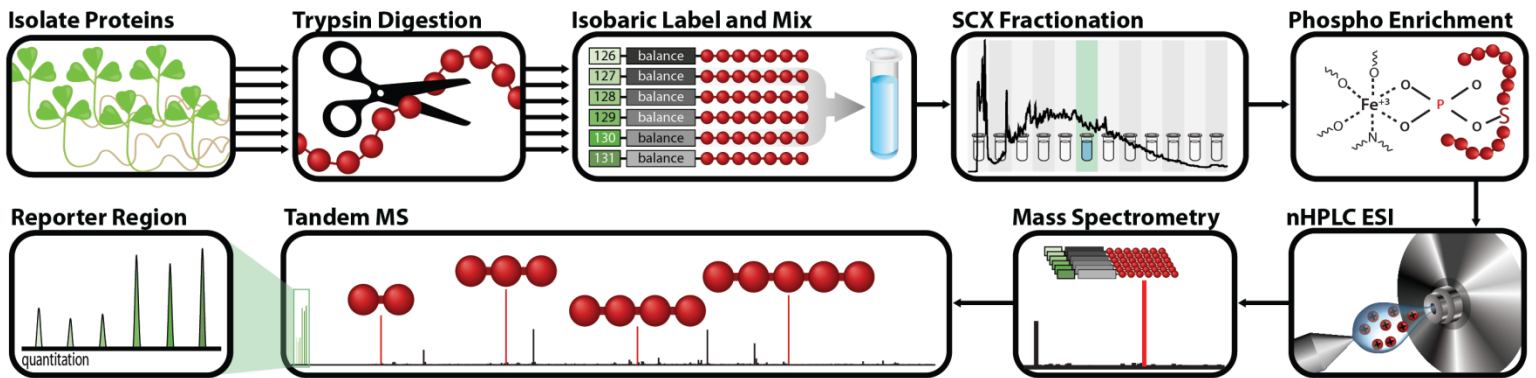 Isolate Proteins
Trypsin Digestion
Isobaric Label and Mix
SCX Fractionation
Phospho Enrichment
126 balance
127 balance
128 balance
129 balance
130 balance
131 balance
O
O
Fe+3
P
O
O
O
O
N
O
S
Reporter Region
Tandem MS
Mass Spectrometry
nHPLC ESI
quantitation